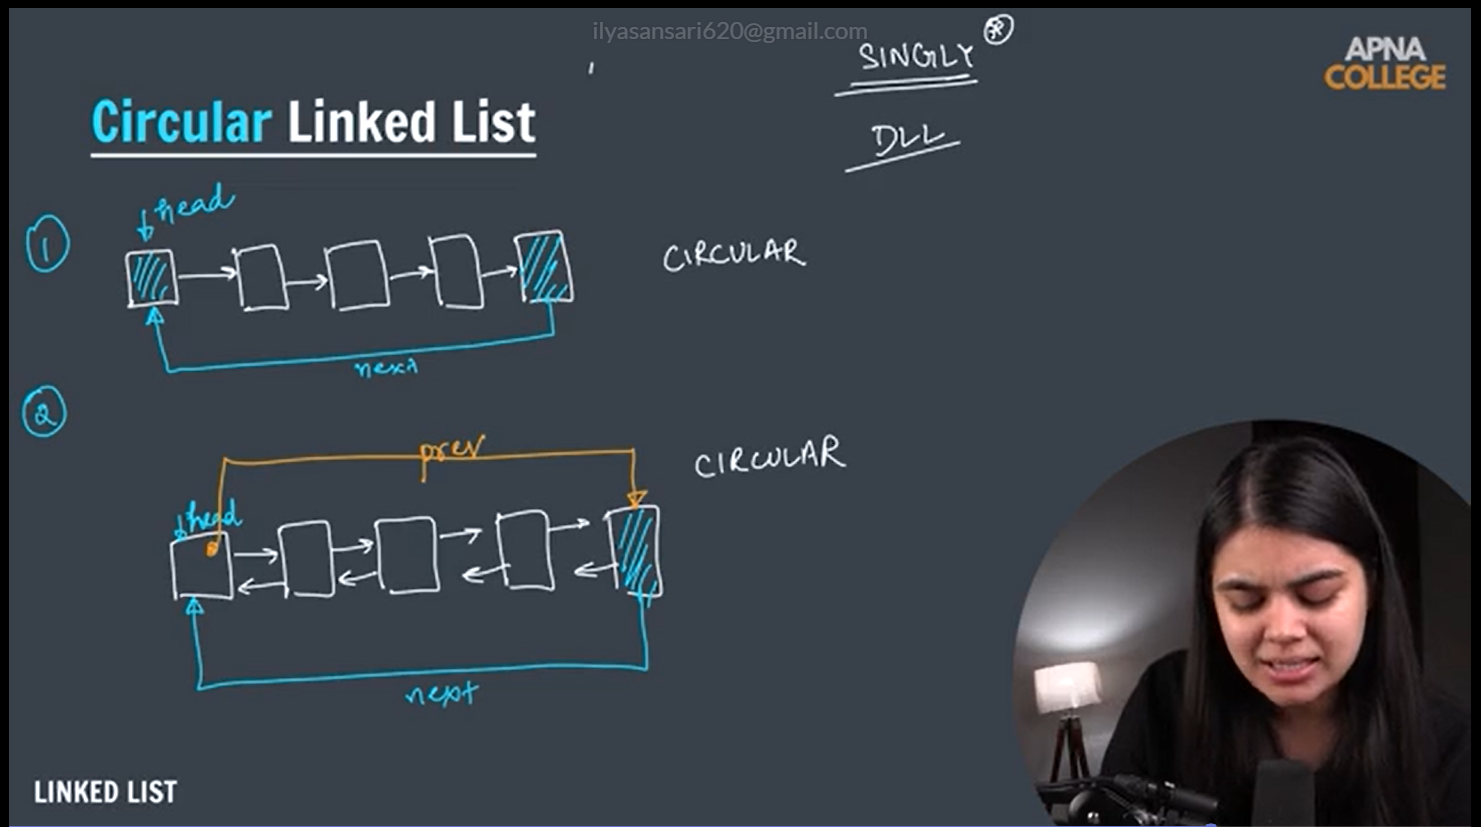 ilyasansari620@gmail.com
SINGLY
APNA
COLLEGE
Circular Linked List
DLL
head
1
CIRCULAR
next
2
prev
CIRCULAR
head
next
LINKED LIST